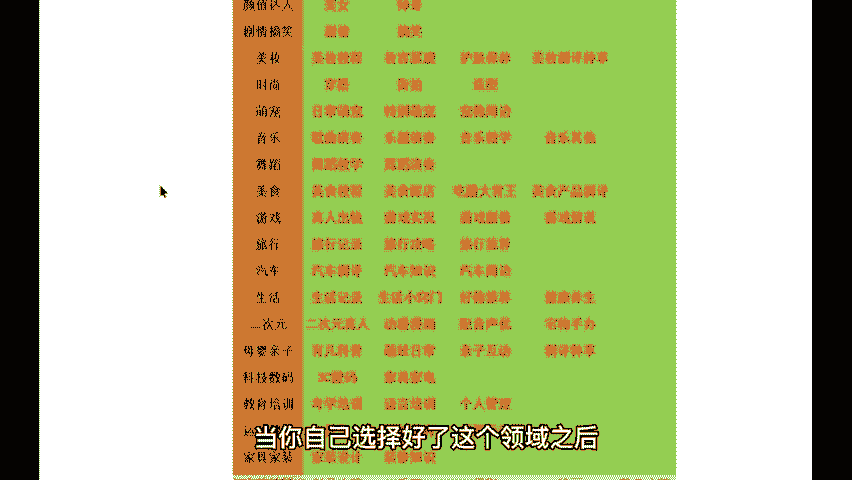 颜值达人 美女 帅哥
剧情搞笑 剧情 搞笑
美妆 美妆教程 妆容展示 护肤保养 美妆测评种草
时尚 穿搭 街拍 造型
萌宠 日常萌宠 特别萌宠 宠物周边
音乐 歌曲演奏 乐器演奏 音乐教学 音乐其他
舞蹈 舞蹈教学 舞蹈演奏
美食 美食教程 美食探店 吃播大胃王 美食产品测评
游戏 真人出镜 游戏实况 游戏剧情 游戏解说
旅行 旅行记录 旅行攻略 旅行推荐
汽车 汽车测评 汽车知识 汽车周边
生活 生活记录 生活小窍门 好物推荐 健康养生
二次元 二次元真人 动漫漫画 配音声优 宅物手办
母婴亲子 育儿科普 萌娃日常 亲子互动 测评种草
科技数码 3C数码 家具家电
教育培训 升学培训 语言培训 个人管理
当你自己选择好了这个领域之后
家具家装 家装设计 装修知识